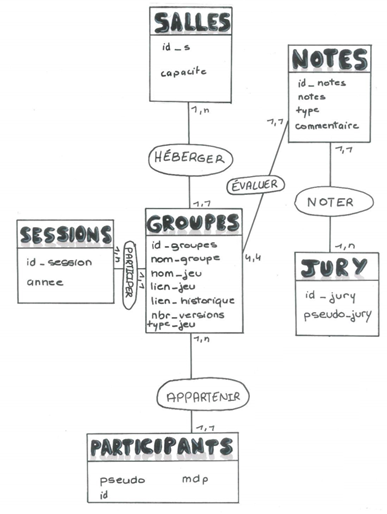 SALLES
id_s
capacite
1,n
HÉBERGER
1,1
NOTES
id_notes
notes
type
commentaire
1,1
1,1
ÉVALUER
4,4
NOTER
1,n
JURY
id_jury
pseudo_jury
SESSIONS
id_session
annee
1,n
PARTICIPER
1,1
GROUPES
id_groupes
nom_groupe
nom_jeu
lien_jeu
lien_historique
nbr_versions
type_jeu
1,n
APPARTENIR
1,1
PARTICIPANTS
pseudo mdp
id